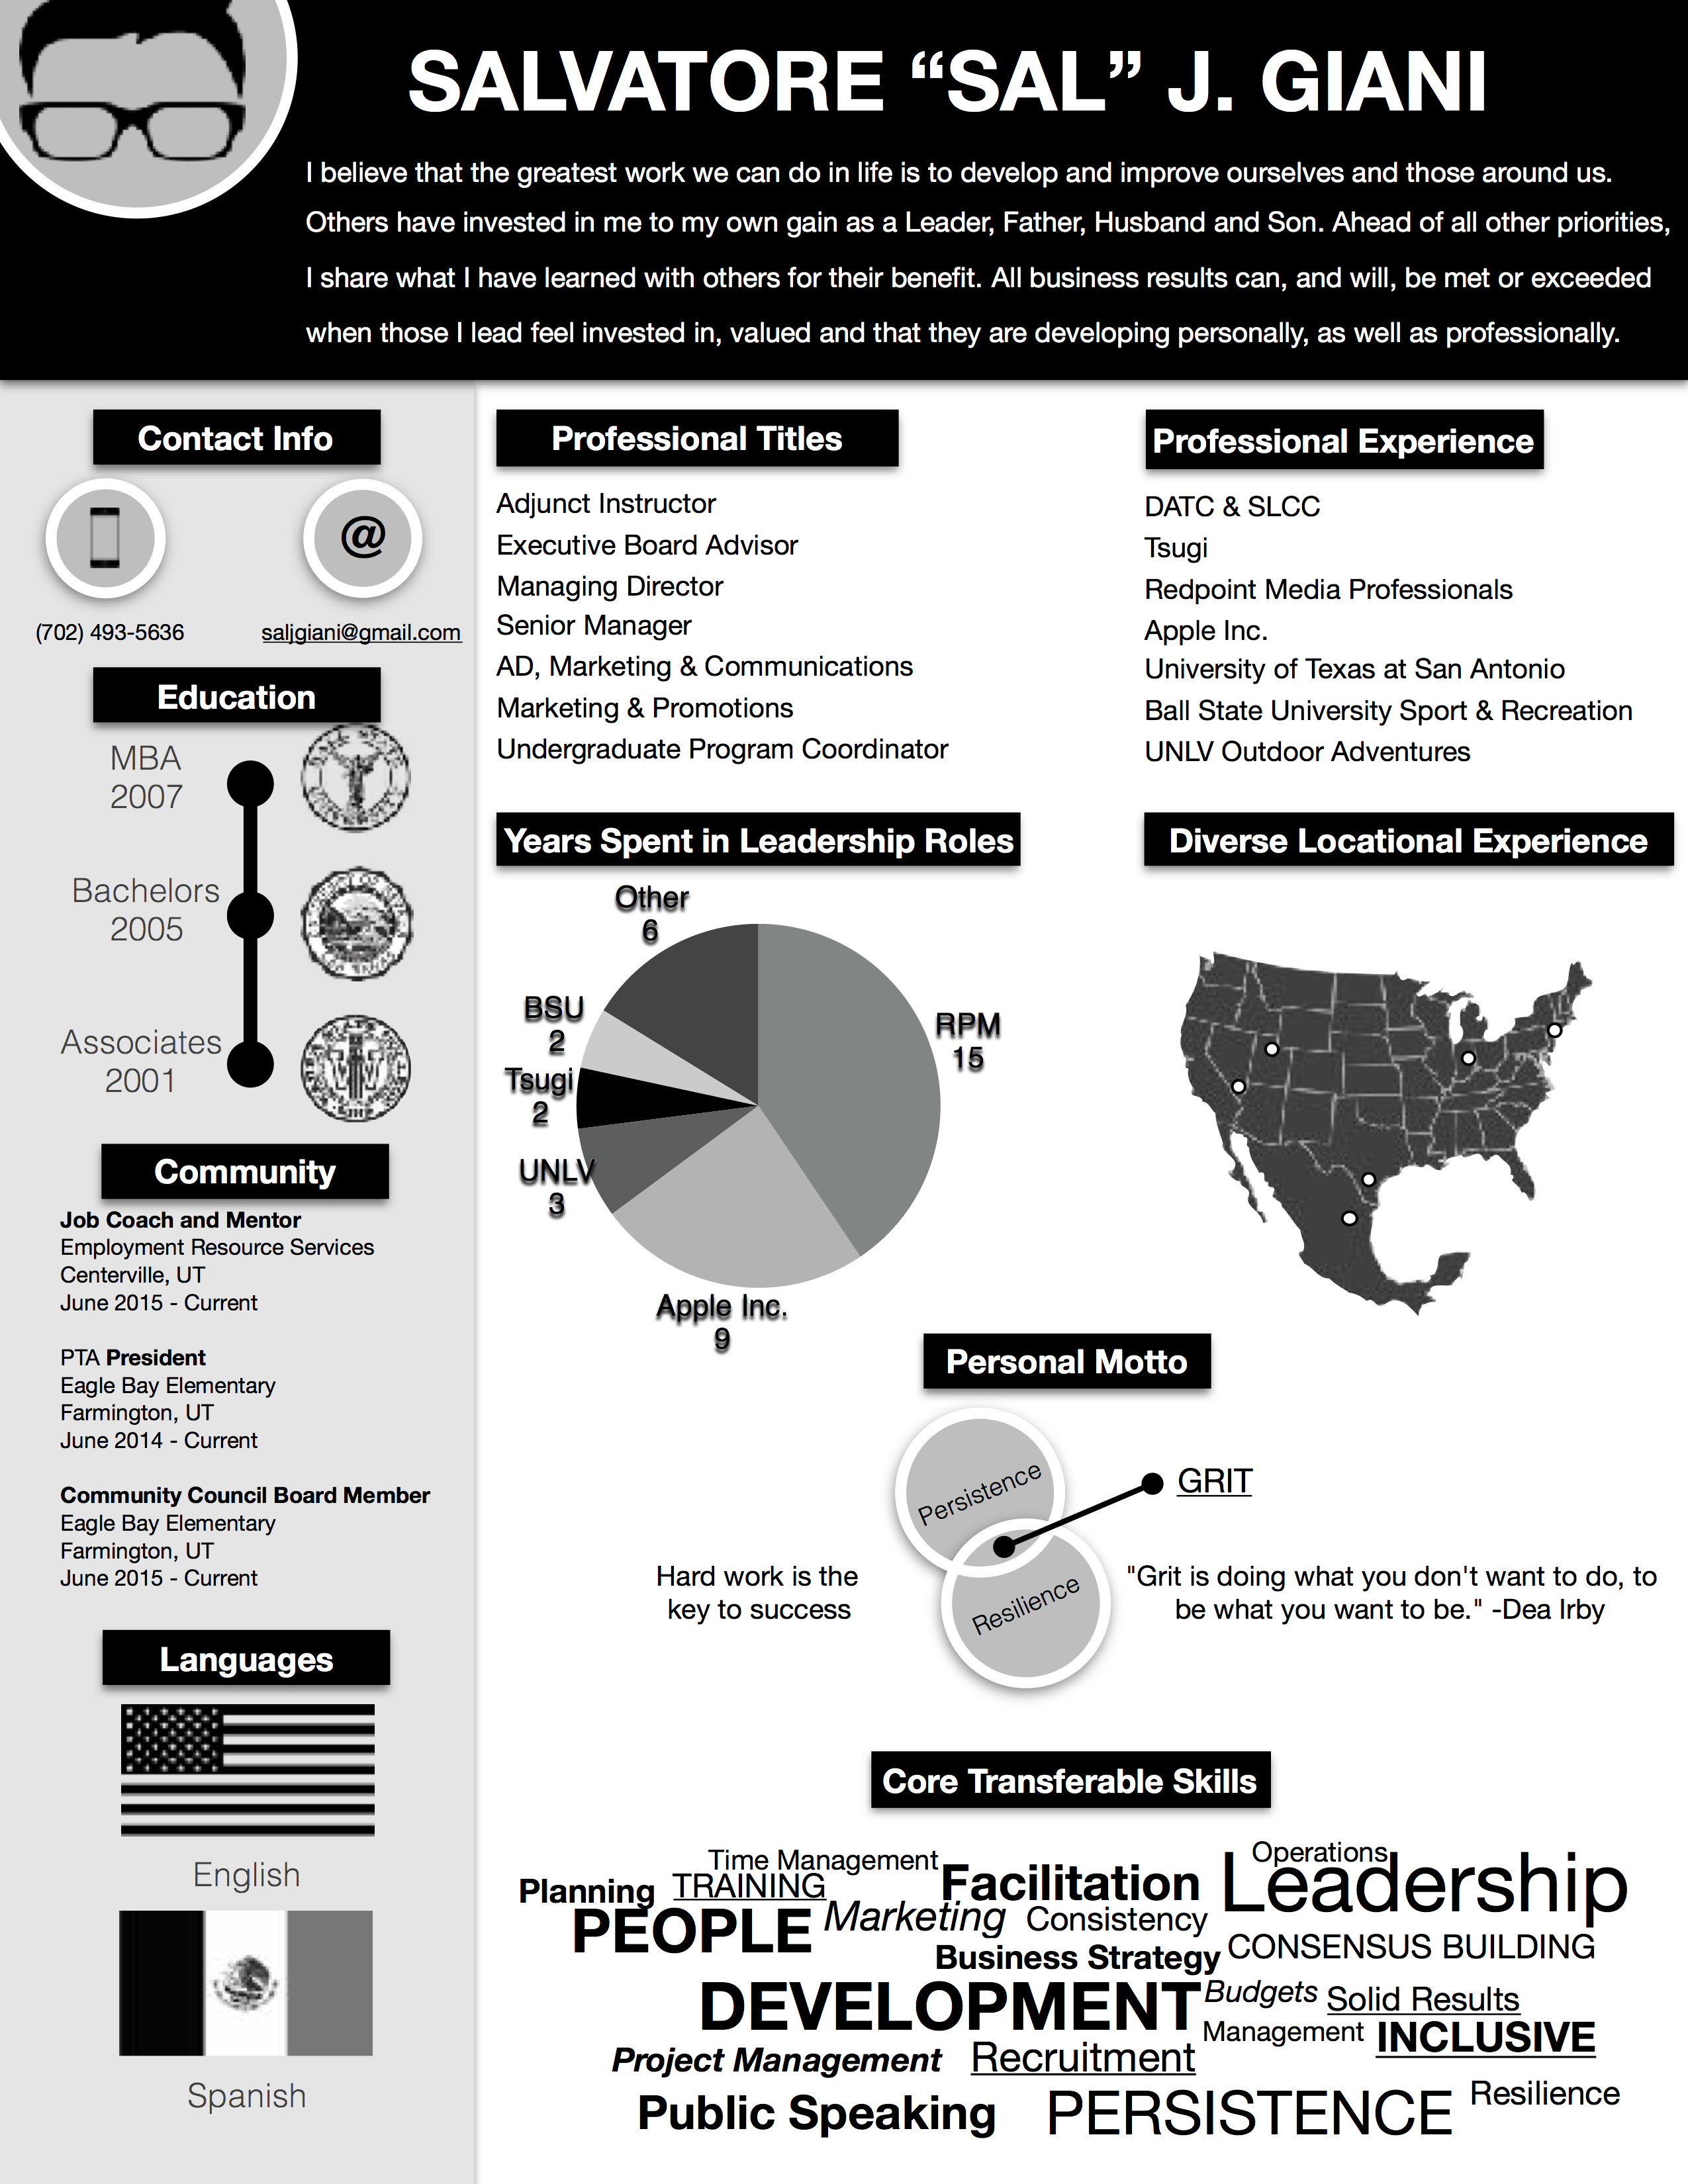 SALVATORE “SAL” J. GIANI
I believe that the greatest work we can do in life is to develop and improve ourselves and those around us.
Others have invested in me to my own gain as a Leader, Father, Husband and Son. Ahead of all other priorities,
I share what I have learned with others for their benefit. All business results can, and will, be met or exceeded
when those I lead feel invested in, valued and that they are developing personally, as well as professionally.
Contact Info
@
(702) 493-5636
saljgiani@gmail.com
Education
MBA
2007
Bachelors
2005
Associates
2001
Community
Job Coach and Mentor
Employment Resource Services
Centerville, UT
June 2015 - Current
PTA President
Eagle Bay Elementary
Farmington, UT
June 2014 - Current
Community Council Board Member
Eagle Bay Elementary
Farmington, UT
June 2015 - Current
Languages
English
Spanish
Professional Titles
Adjunct Instructor
Executive Board Advisor
Managing Director
Senior Manager
AD, Marketing & Communications
Marketing & Promotions
Undergraduate Program Coordinator
Professional Experience
DATC & SLCC
Tsugi
Redpoint Media Professionals
Apple Inc.
University of Texas at San Antonio
Ball State University Sport & Recreation
UNLV Outdoor Adventures
Years Spent in Leadership Roles
Other
6
BSU
2
Tsugi
2
UNLV
3
Apple Inc.
9
RPM
15
Diverse Locational Experience
Personal Motto
Persistence
Resilience
GRIT
Hard work is the
key to success
"Grit is doing what you don't want to do, to
be what you want to be." -Dea Irby
Core Transferable Skills
Time Management
Operations
Planning
TRAINING
Facilitation
Leadership
PEOPLE
Marketing
Consistency
Business Strategy
CONSENSUS BUILDING
DEVELOPMENT
Budgets
Solid Results
Management
INCLUSIVE
Project Management
Recruitment
Public Speaking
PERSISTENCE
Resilience